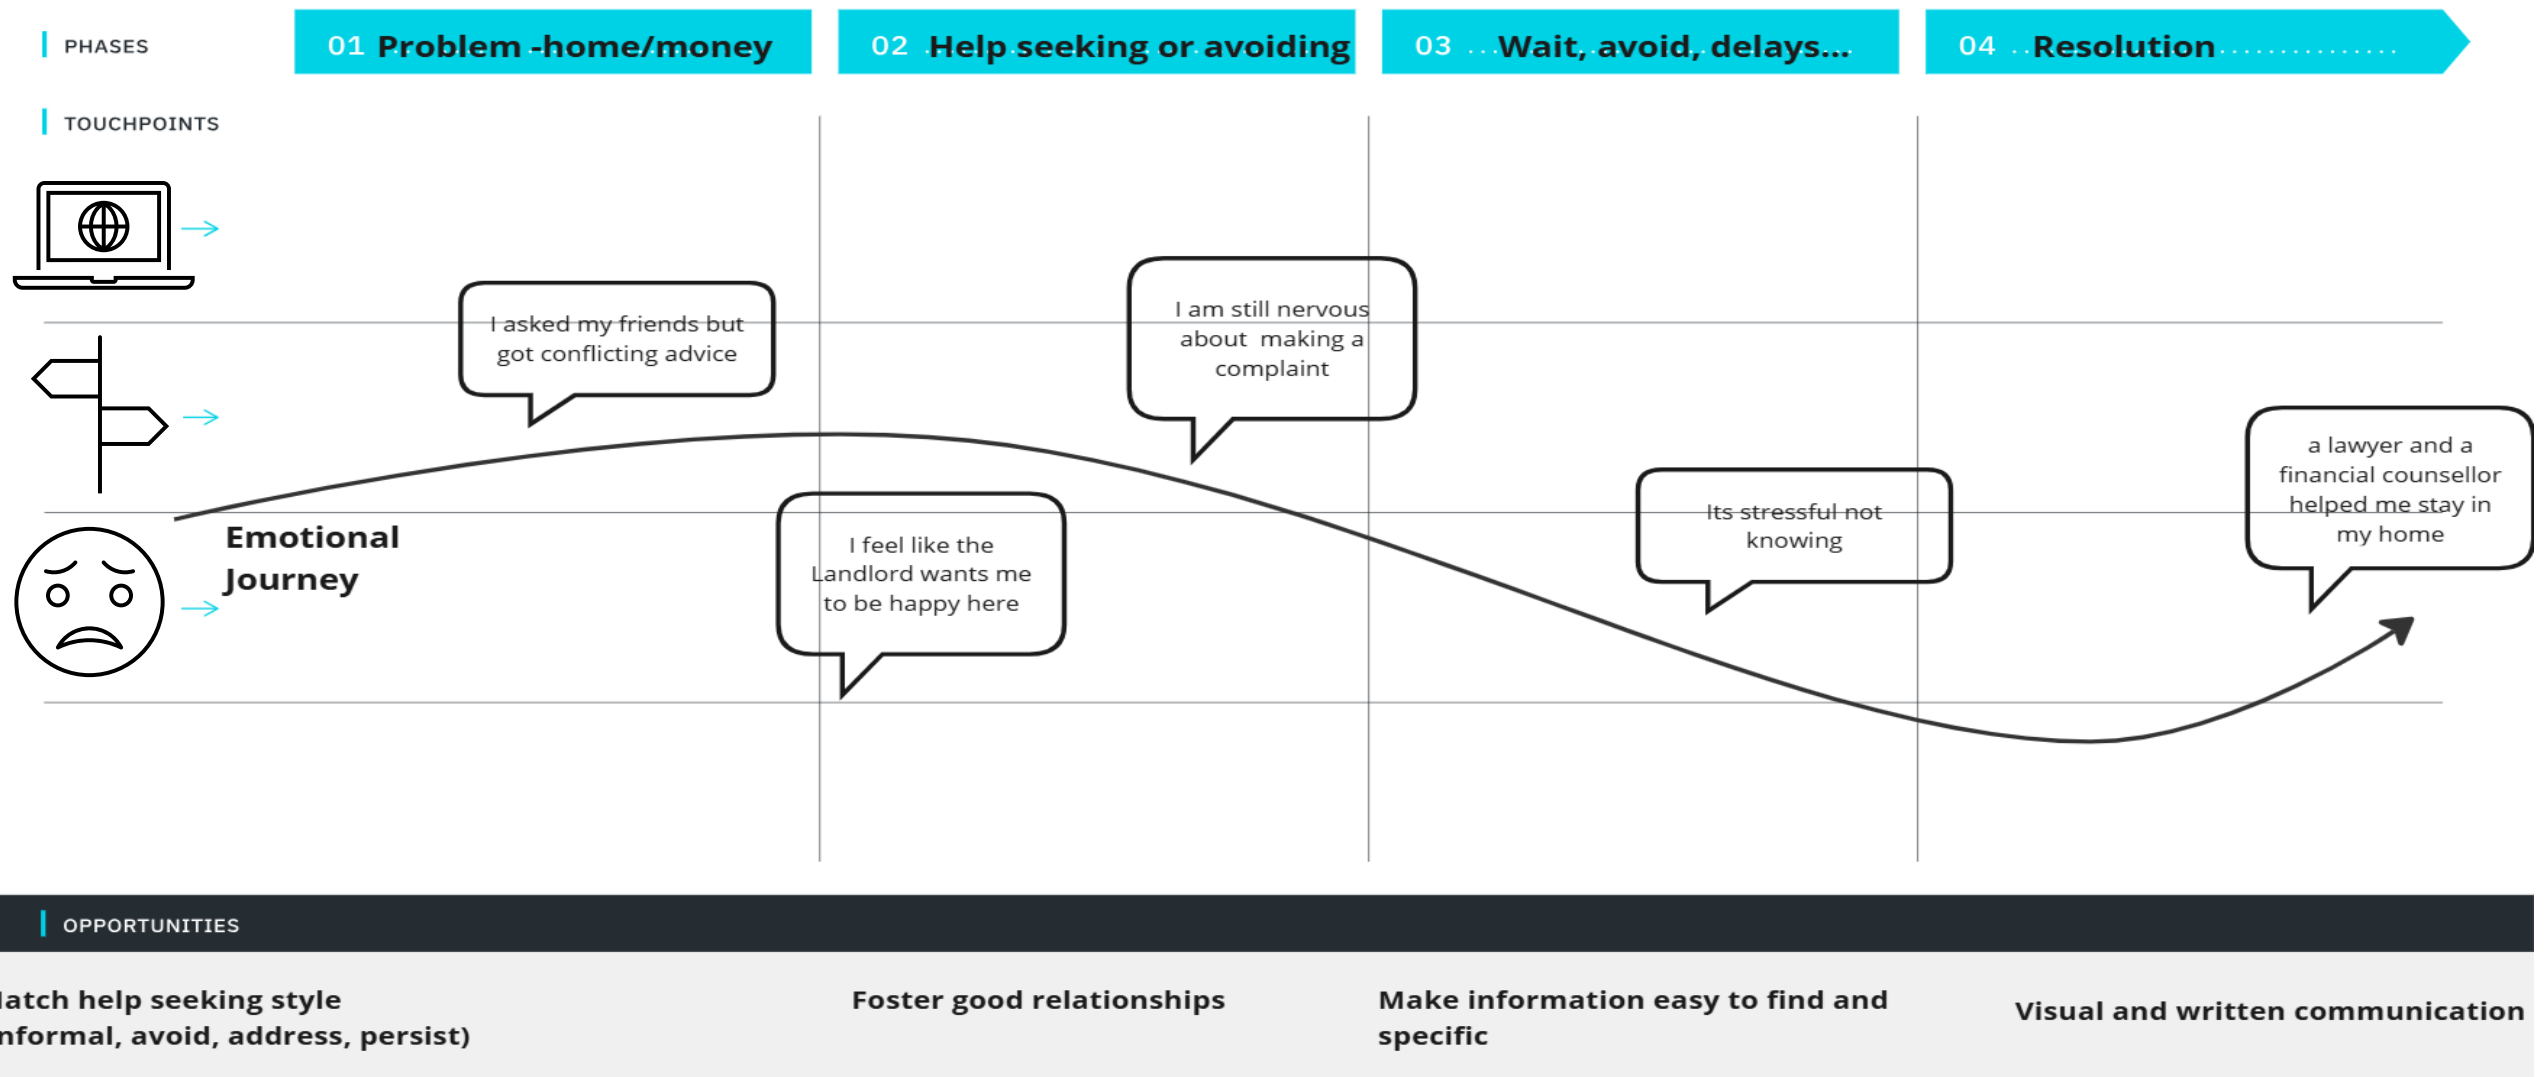 PHASES
01 Problem -home/money
02 Help seeking or avoiding
03 Wait, avoid, delays...
04 Resolution
TOUCHPOINTS
I asked my friends but
got conflicting advice
I am still nervous
about making a
complaint
a lawyer and a
financial counsellor
helped me stay in
my home
Its stressful not
knowing
I feel like the
Landlord wants me
to be happy here
Emotional
Journey
OPPORTUNITIES
help seeking style
avoid, address, persist)
Foster good relationships
Make information easy to find and
specific
Visual and written communication